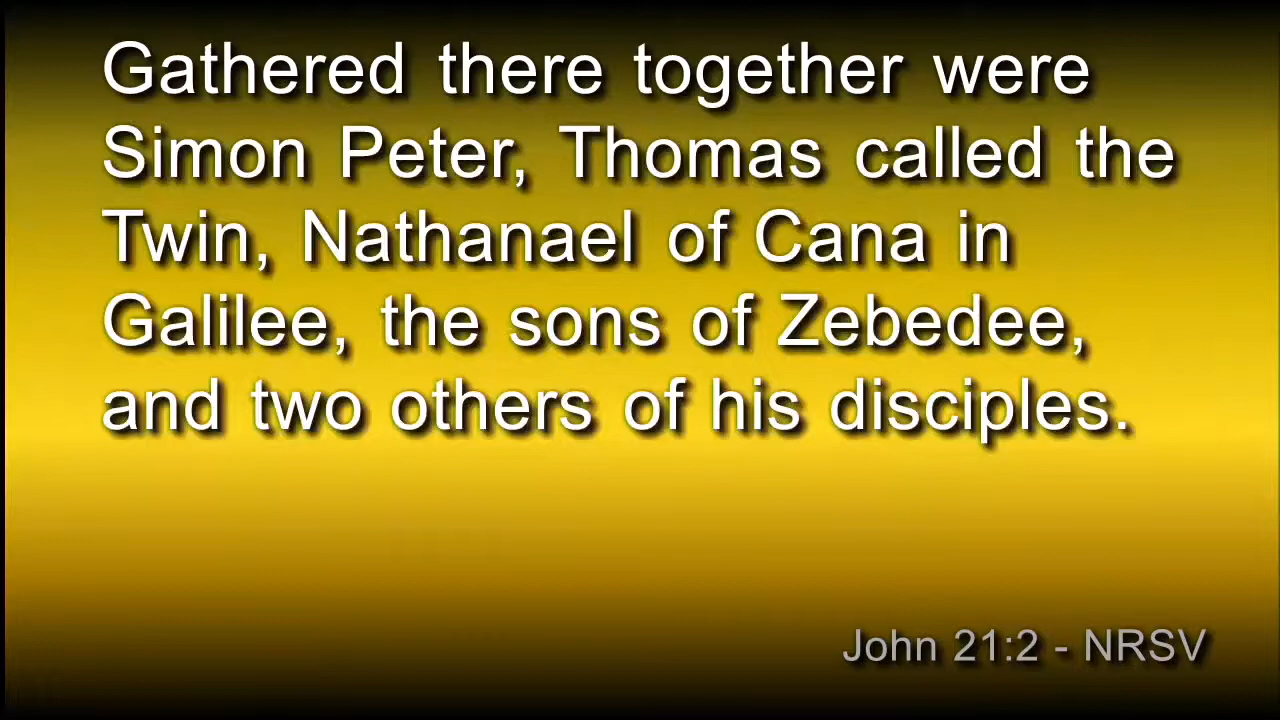 Gathered there together were
Simon Peter, Thomas called the
Twin, Nathanael of Cana in
Galilee, the sons of Zebedee,
and two others of his disciples.
John 21:2 - NRSV